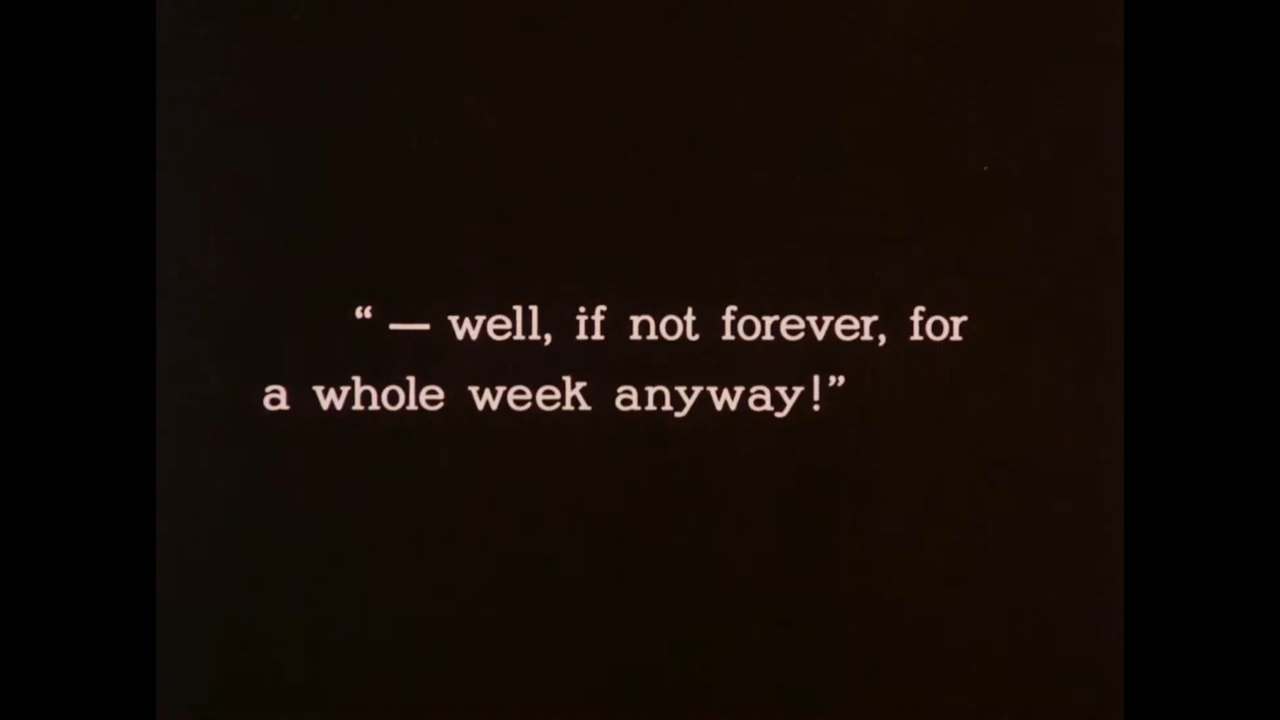 “ — well, if not forever, for
a whole week anyway!”